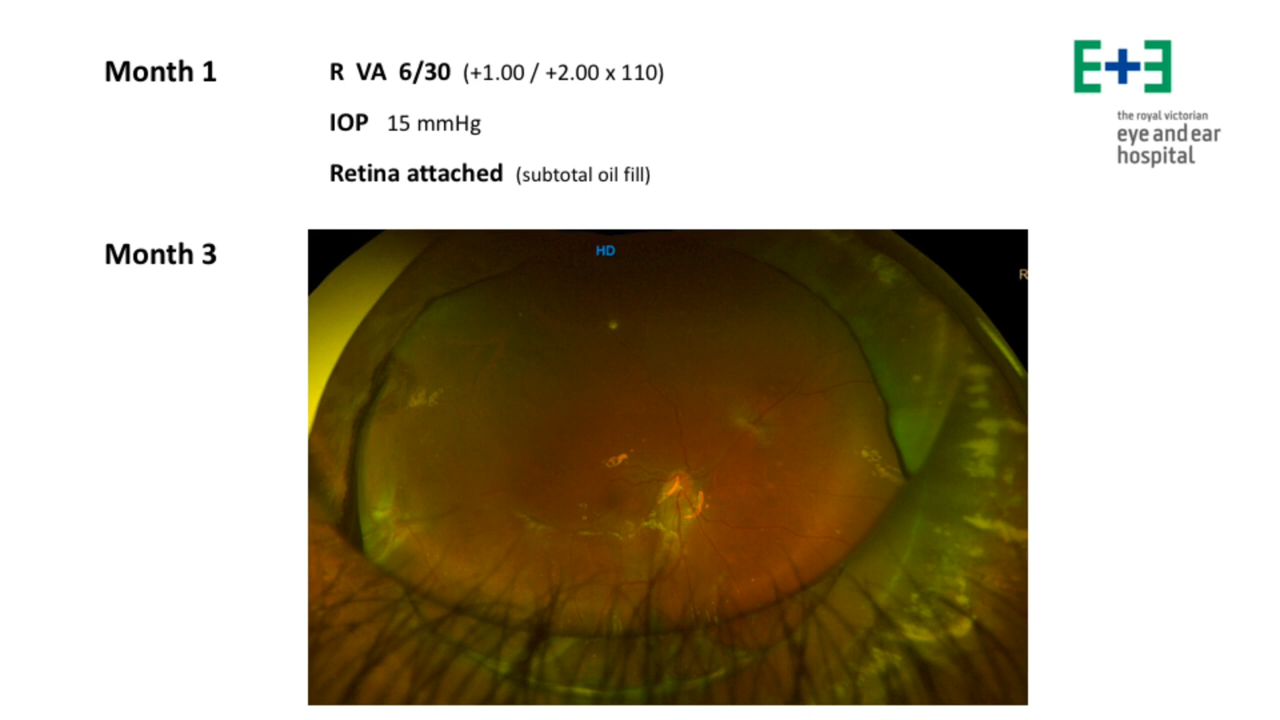 Month 1
R VA 6/30 (+1.00 / +2.00 x 110)
IOP 15 mmHg
Retina attached (subtotal oil fill)
E+E
the royal victorian
eye and ear
hospital
Month 3
HD
R